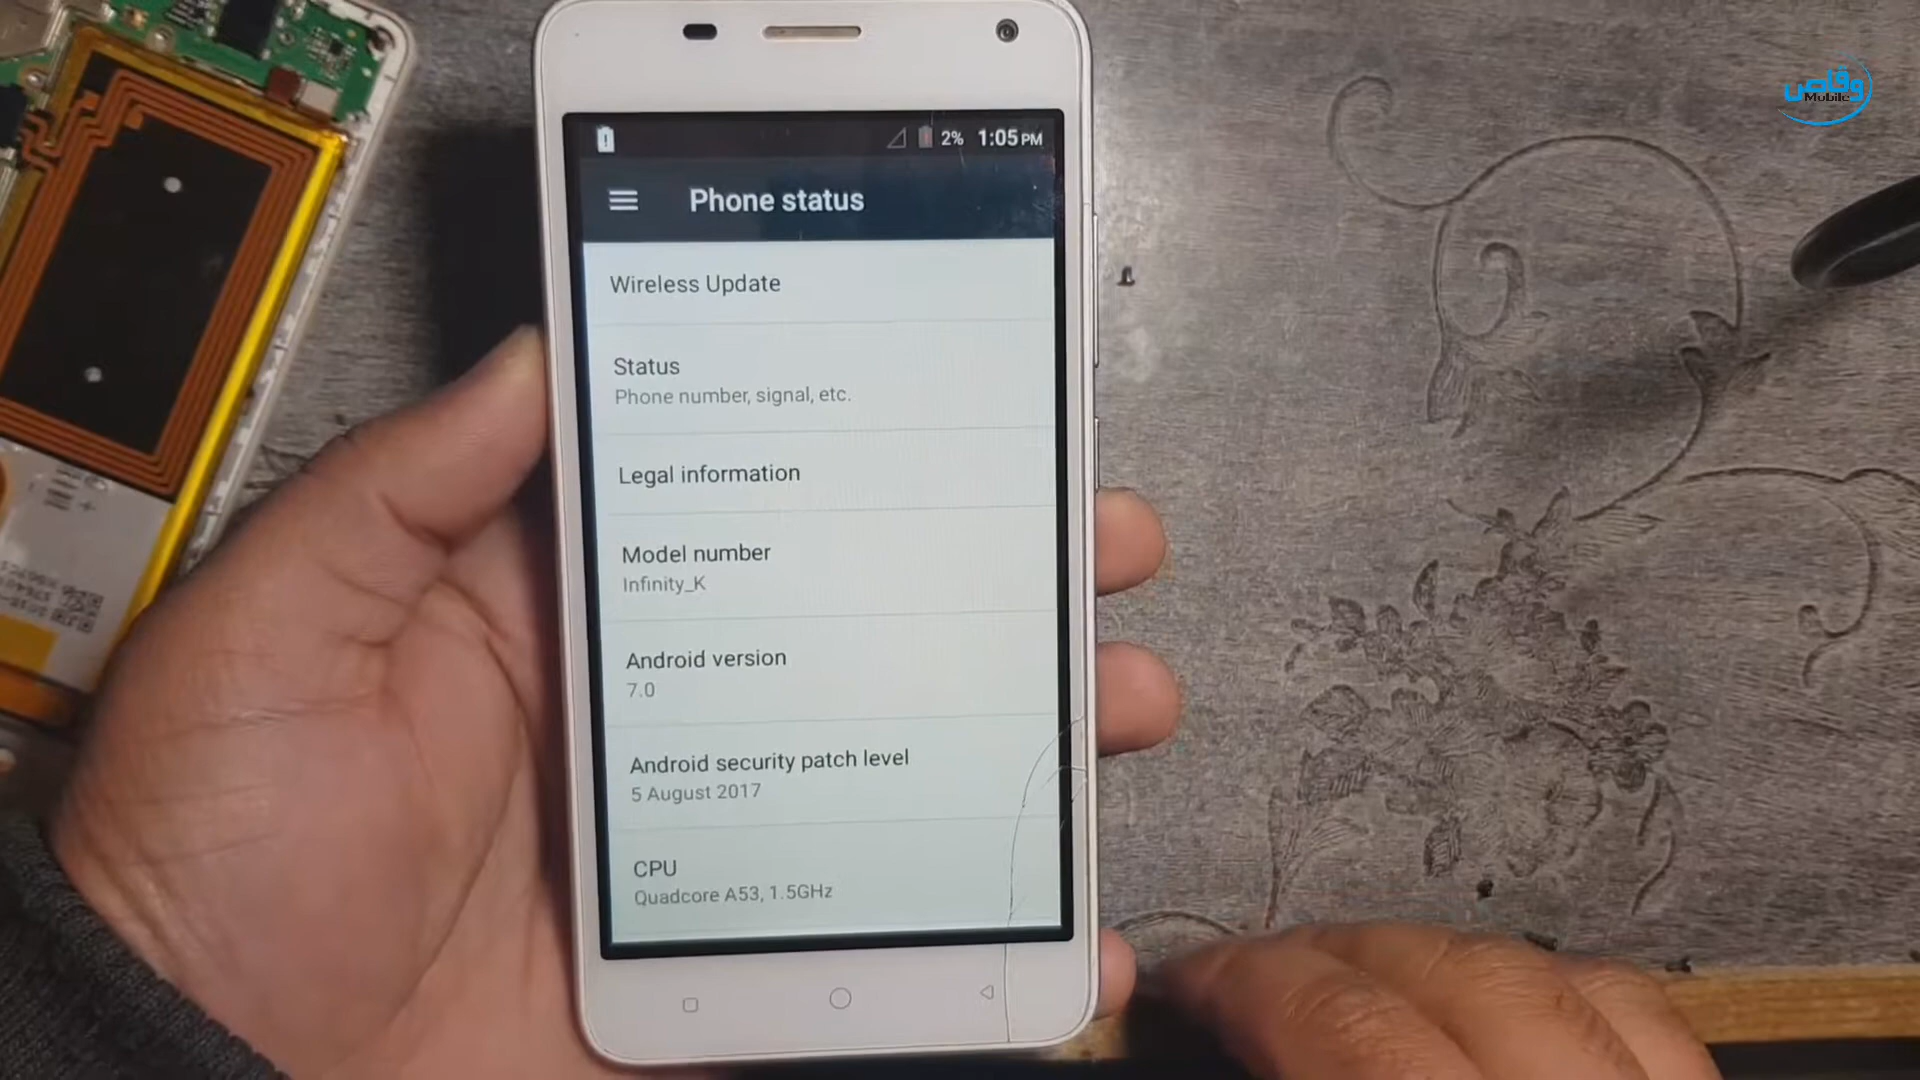 وقاص
Mobile
2% 1:05 PM
Phone status
Wireless Update
Status
Phone number, signal, etc.
Legal information
Model number
Infinity_K
Android version
7.0
Android security patch level
5 August 2017
CPU
Quadcore A53, 1.5GHz